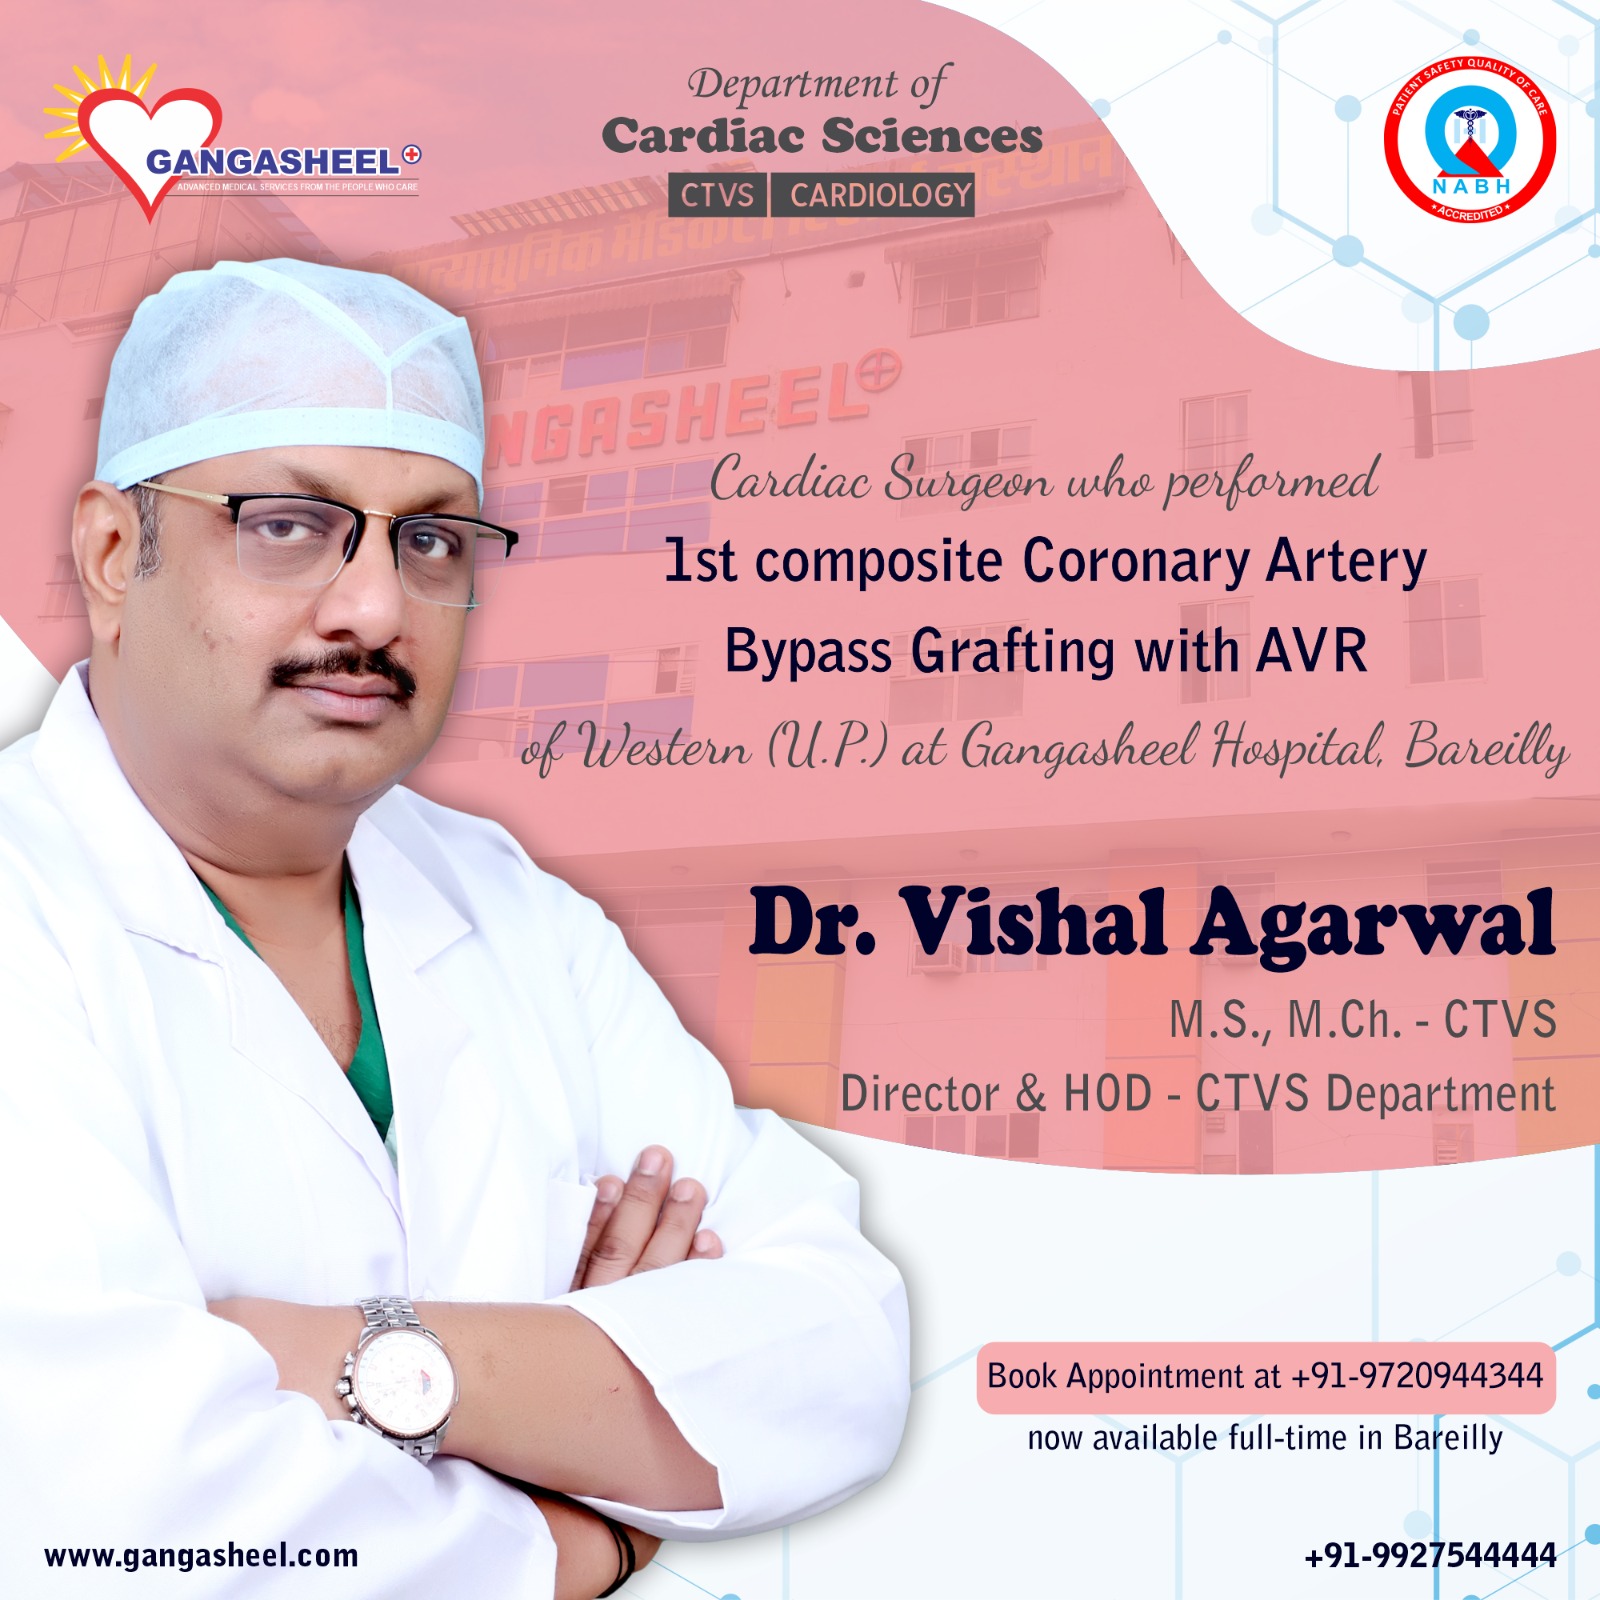 GANGASHEEL
ADVANCED MEDICAL SERVICES FROM THE PEOPLE WHO CARE
Department of
Cardiac Sciences
CTVS CARDIOLOGY
PATIENT SAFETY QUALITY OF CARE
NABH
ACCREDITED
संस्थान
अत्याधुनिक मेडिकल
NGASHEEL
Cardiac Surgeon who performed
1st composite Coronary Artery
Bypass Grafting with AVR
of Western (U.P.) at Gangasheel Hospital, Bareilly
Dr. Vishal Agarwal
M.S., M.Ch. - CTVS
Director & HOD - CTVS Department
Book Appointment at +91-9720944344
now available full-time in Bareilly
www.gangasheel.com
+91-9927544444